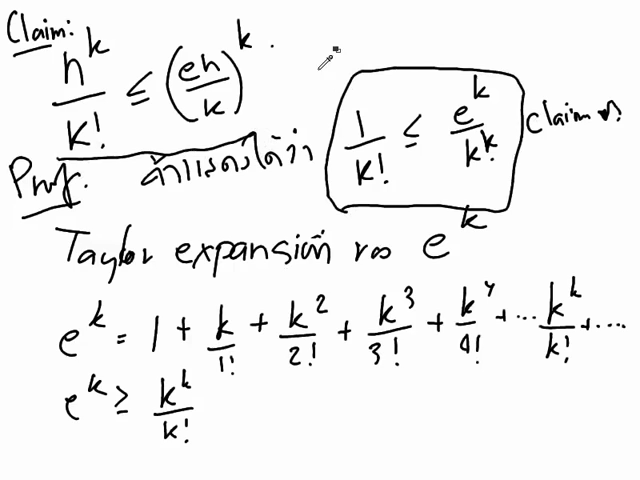 Claim:
n^k / k! ≤ (en / k)^k .
Proof: ถ้าแสดงได้ว่า 1 / k! ≤ e^k / k^k claim จริง
Taylor expansion ของ e^k
e^k = 1 + k/1! + k^2/2! + k^3/3! + k^4/4! + ... k^k/k! + ....
e^k ≥ k^k / k!